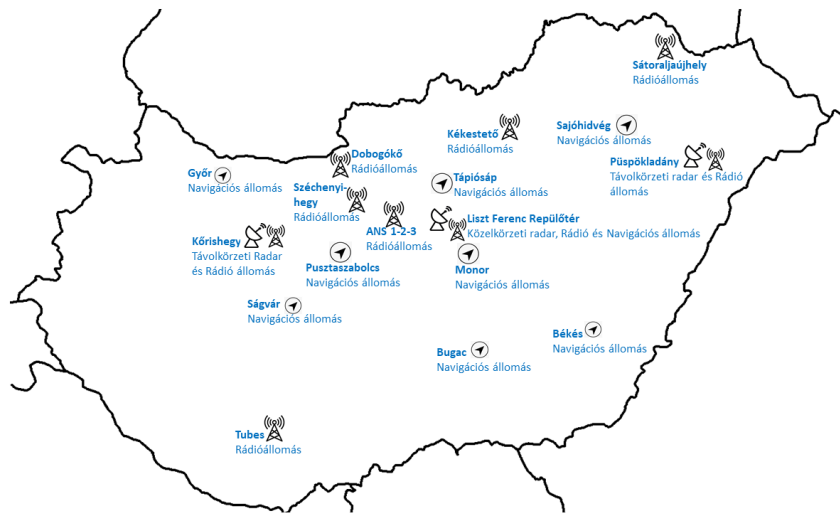 Sátoraljaújhely
Rádióállomás
Kékestető
Rádióállomás
Sajóhidvég
Navigációs állomás
Dobogókő
Rádióállomás
Püspökladány
Távolkörzeti radar és Rádió
állomás
Győr
Navigációs állomás
Tápiósáp
Navigációs állomás
Széchenyi-
hegy
Rádióállomás
Liszt Ferenc Repülőtér
Közelkörzeti radar, Rádió és Navigációs állomás
ANS 1-2-3
Rádióállomás
Kőrishegy
Távolkörzeti Radar
és Rádió állomás
Pusztaszabolcs
Navigációs állomás
Monor
Navigációs állomás
Ságvár
Navigációs állomás
Békés
Navigációs állomás
Bugac
Navigációs állomás
Tubes
Rádióállomás